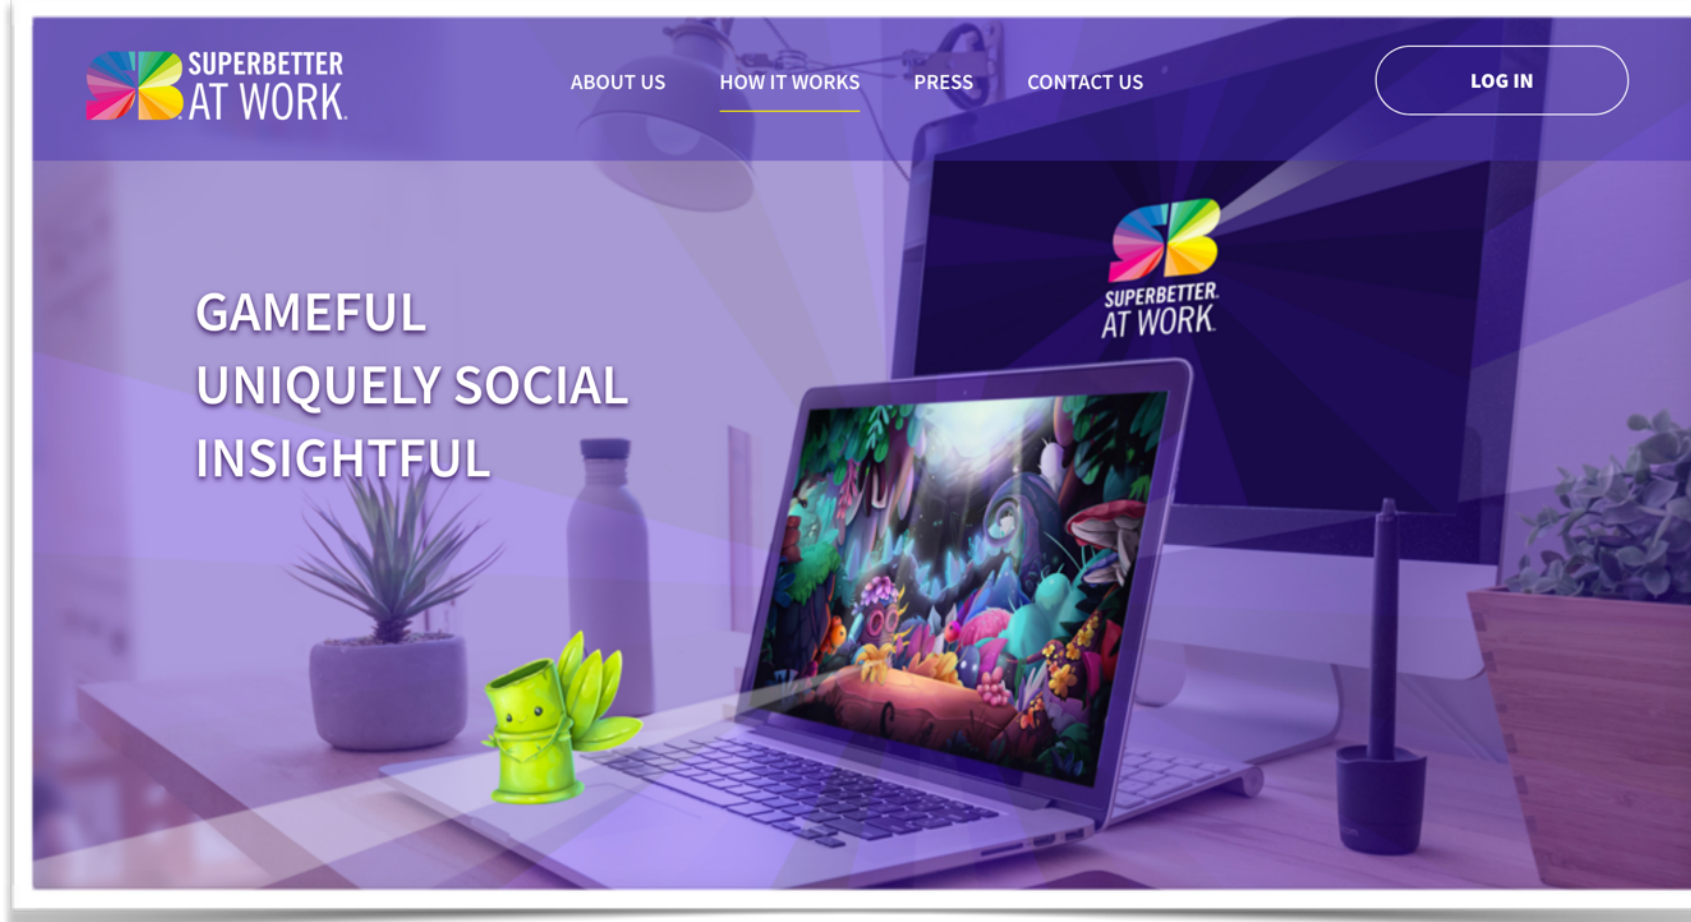 SUPERBETTER
AT WORK.
ABOUT US
HOW IT WORKS
PRESS
CONTACT US
LOG IN
SUPERBETTER.
AT WORK.
GAMEFUL
UNIQUELY SOCIAL
INSIGHTFUL